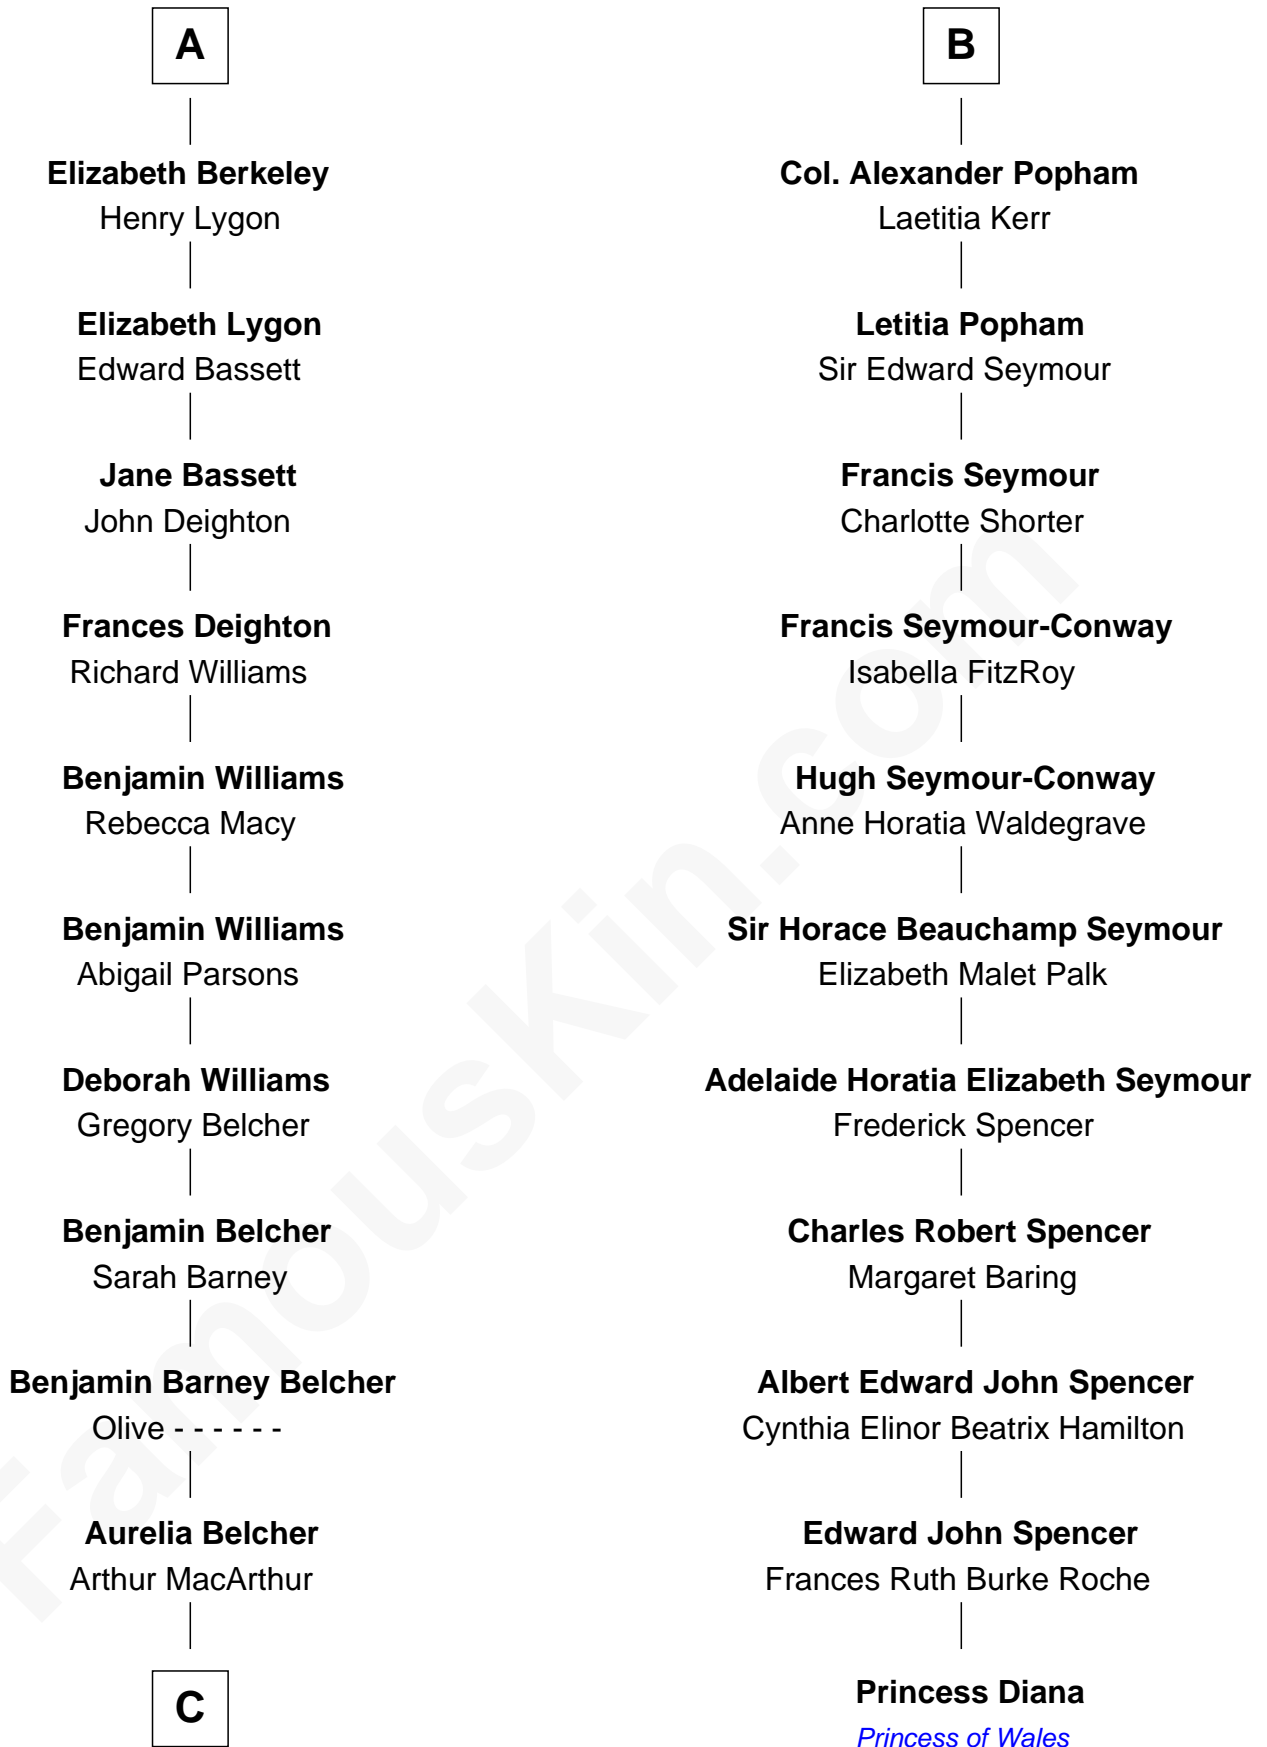 A
Elizabeth Berkeley
Henry Lygon
Elizabeth Lygon
Edward Bassett
Jane Bassett
John Deighton
Frances Deighton
Richard Williams
Benjamin Williams
Rebecca Macy
Benjamin Williams
Abigail Parsons
Deborah Williams
Gregory Belcher
Benjamin Belcher
Sarah Barney
Benjamin Barney Belcher
Olive - - - - - -
Aurelia Belcher
Arthur MacArthur
C
B
Col. Alexander Popham
Laetitia Kerr
Letitia Popham
Sir Edward Seymour
Francis Seymour
Charlotte Shorter
Francis Seymour-Conway
Isabella FitzRoy
Hugh Seymour-Conway
Anne Horatia Waldegrave
Sir Horace Beauchamp Seymour
Elizabeth Malet Palk
Adelaide Horatia Elizabeth Seymour
Frederick Spencer
Charles Robert Spencer
Margaret Baring
Albert Edward John Spencer
Cynthia Elinor Beatrix Hamilton
Edward John Spencer
Frances Ruth Burke Roche
Princess Diana
Princess of Wales
FamousKin.com